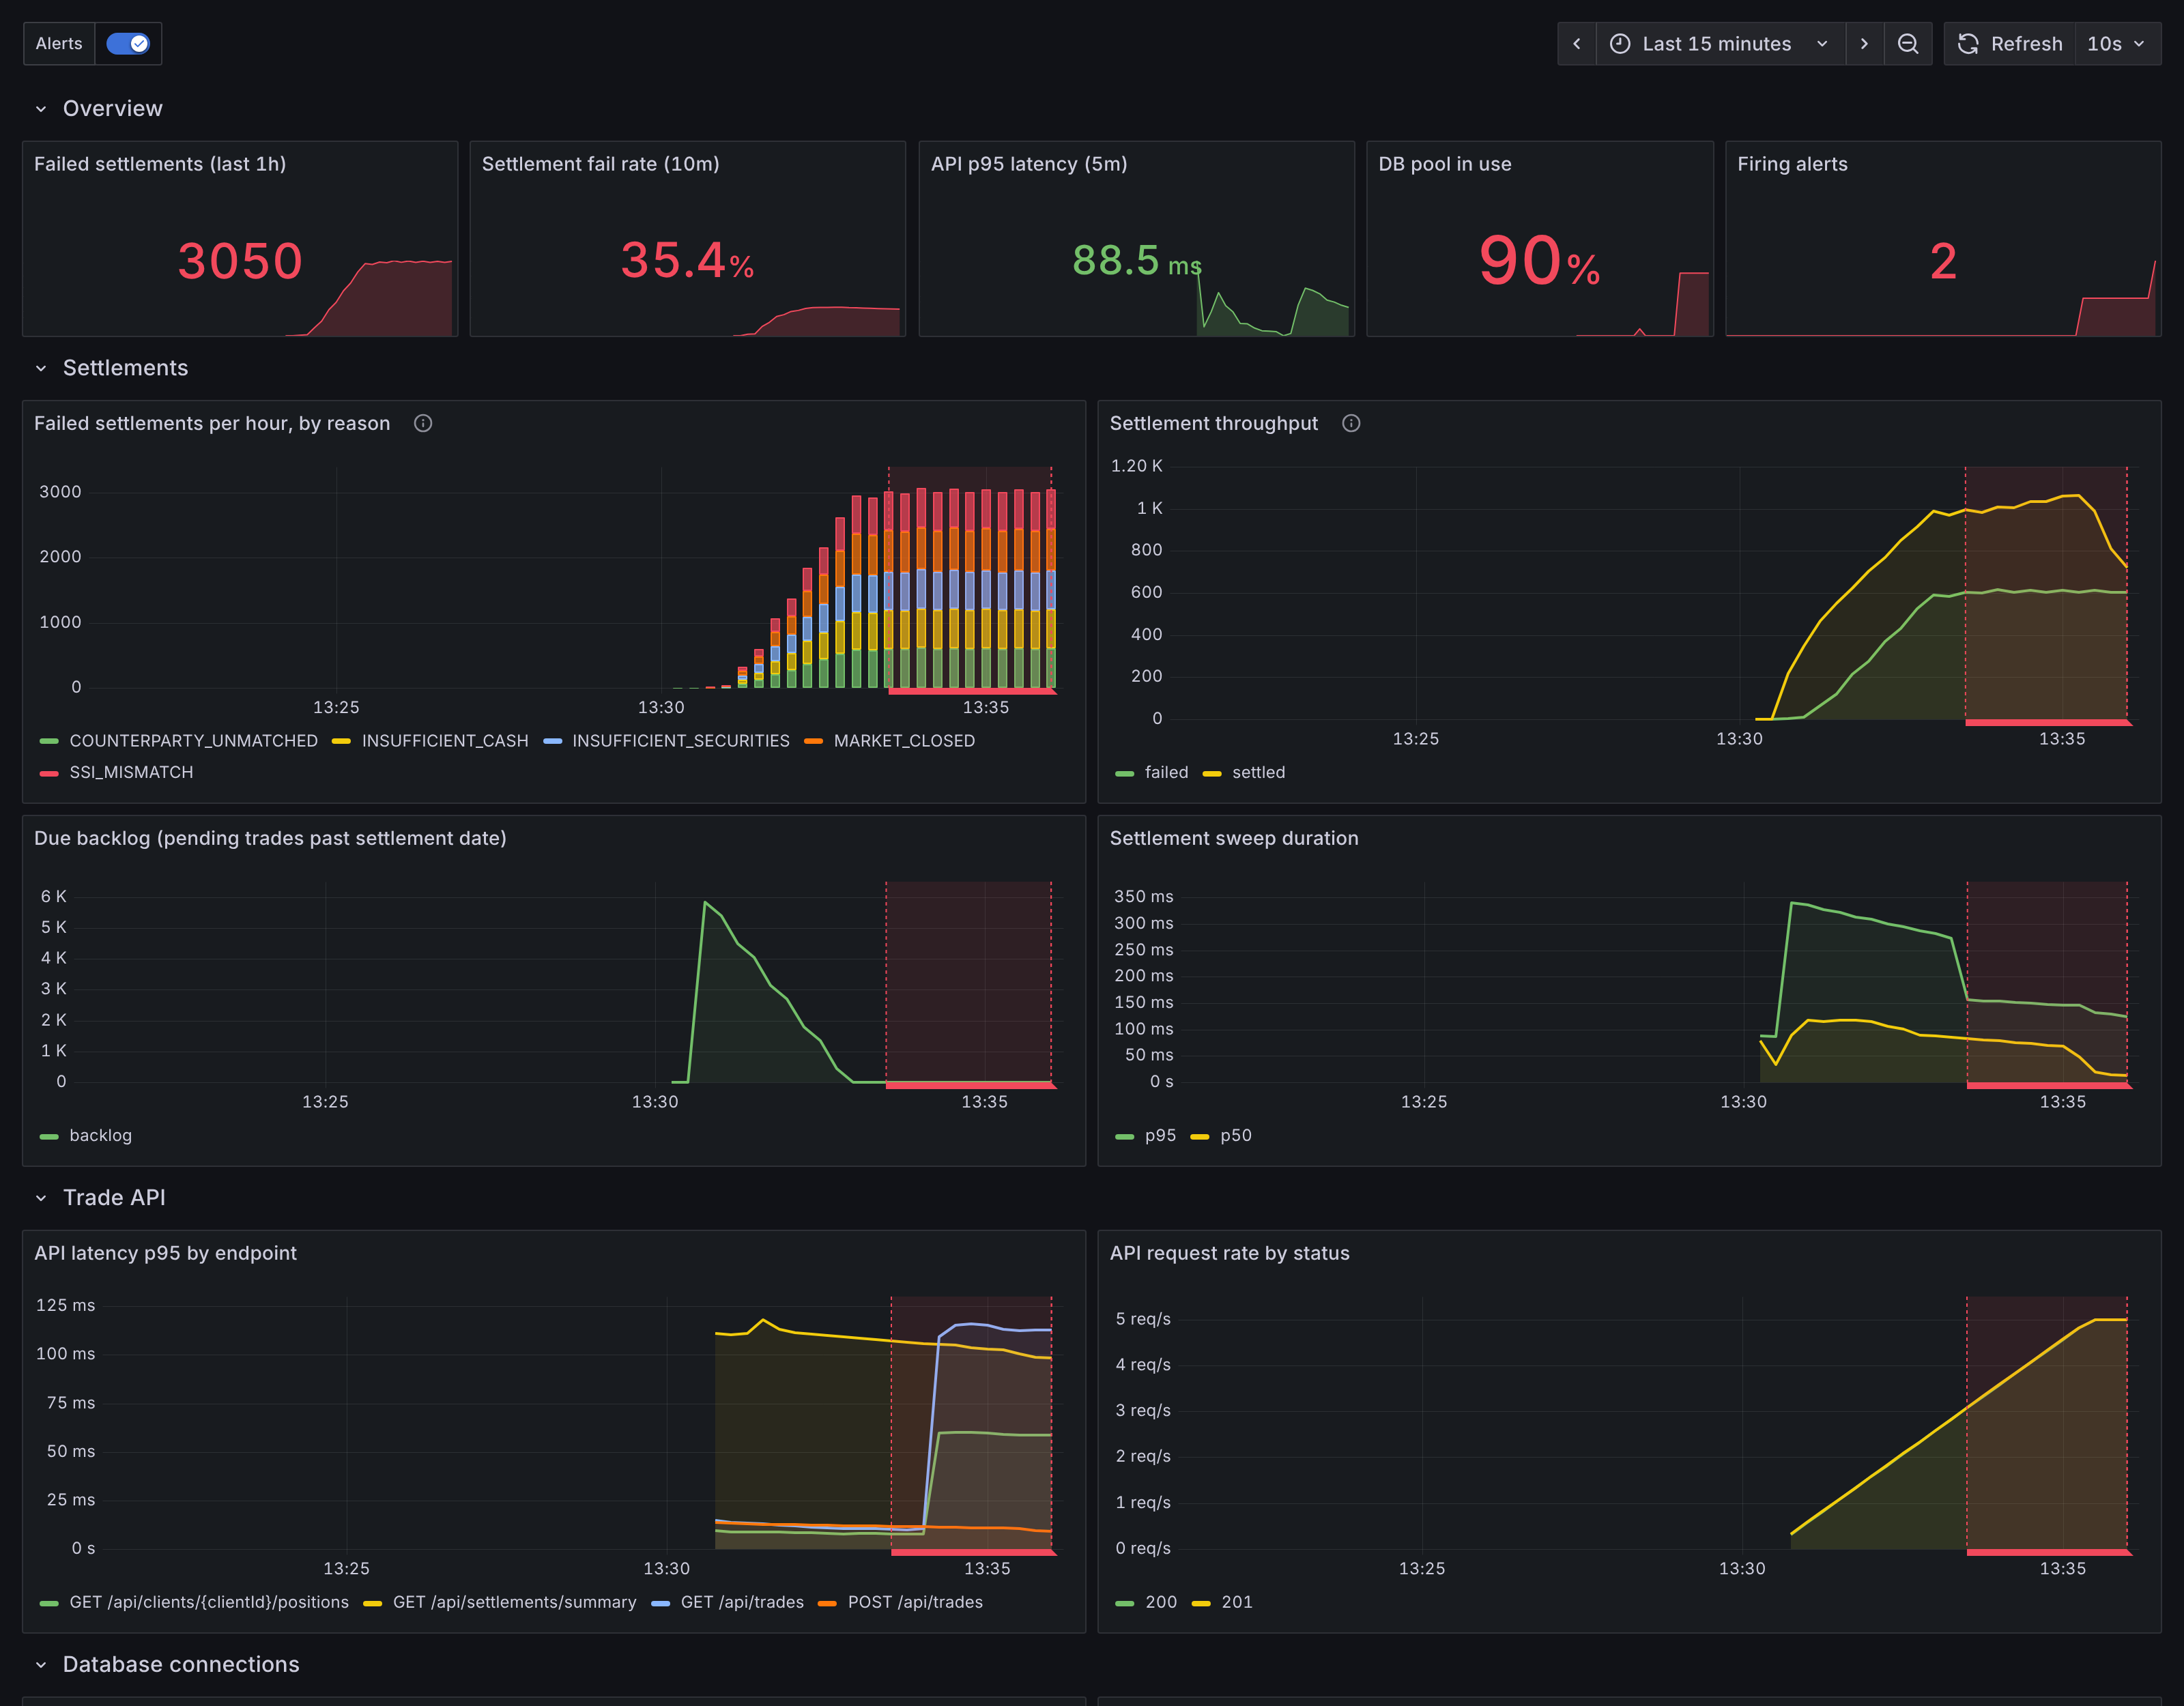 Alerts
Last 15 minutes
Refresh
10s
Overview
Failed settlements (last 1h)
3050
Settlement fail rate (10m)
35.4%
API p95 latency (5m)
88.5 ms
DB pool in use
90%
Firing alerts
2
Settlements
Failed settlements per hour, by reason
3000
2000
1000
0
13:25
13:30
13:35
COUNTERPARTY_UNMATCHED
INSUFFICIENT_CASH
INSUFFICIENT_SECURITIES
MARKET_CLOSED
SSI_MISMATCH
Settlement throughput
1.20 K
1 K
800
600
400
200
0
13:25
13:30
13:35
failed
settled
Due backlog (pending trades past settlement date)
6 K
5 K
4 K
3 K
2 K
1 K
0
13:25
13:30
13:35
backlog
Settlement sweep duration
350 ms
300 ms
250 ms
200 ms
150 ms
100 ms
50 ms
0 s
13:25
13:30
13:35
p95
p50
Trade API
API latency p95 by endpoint
125 ms
100 ms
75 ms
50 ms
25 ms
0 s
13:25
13:30
13:35
GET /api/clients/{clientId}/positions
GET /api/settlements/summary
GET /api/trades
POST /api/trades
API request rate by status
5 req/s
4 req/s
3 req/s
2 req/s
1 req/s
0 req/s
13:25
13:30
13:35
200
201
Database connections